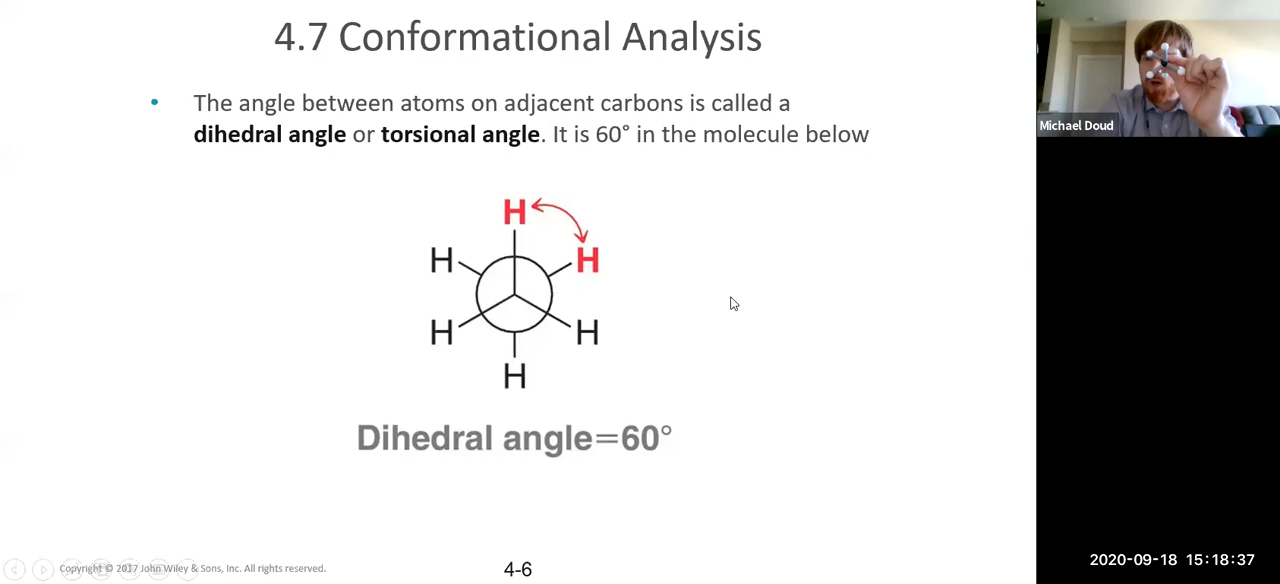 4.7 Conformational Analysis
• The angle between atoms on adjacent carbons is called a
dihedral angle or torsional angle. It is 60° in the molecule below
H
H H
H H
H
Dihedral angle=60°
Copyright © 2017 John Wiley & Sons, Inc. All rights reserved.
4-6
Michael Doud
2020-09-18 15:18:37